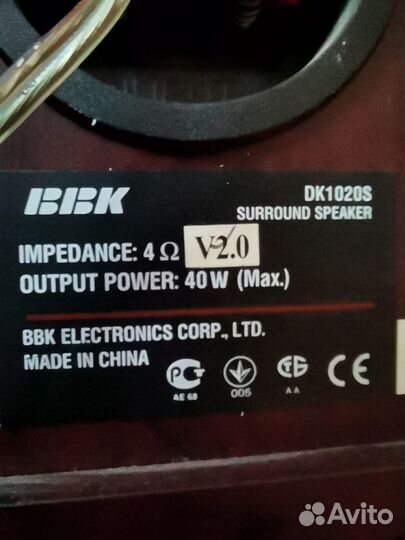 BBK
DK1020S
SURROUND SPEAKER
IMPEDANCE: 4 Ω V2.0
OUTPUT POWER: 40 W (Max.)
BBK ELECTRONICS CORP., LTD.
MADE IN CHINA
AE 68
005
AA
CE
Avito